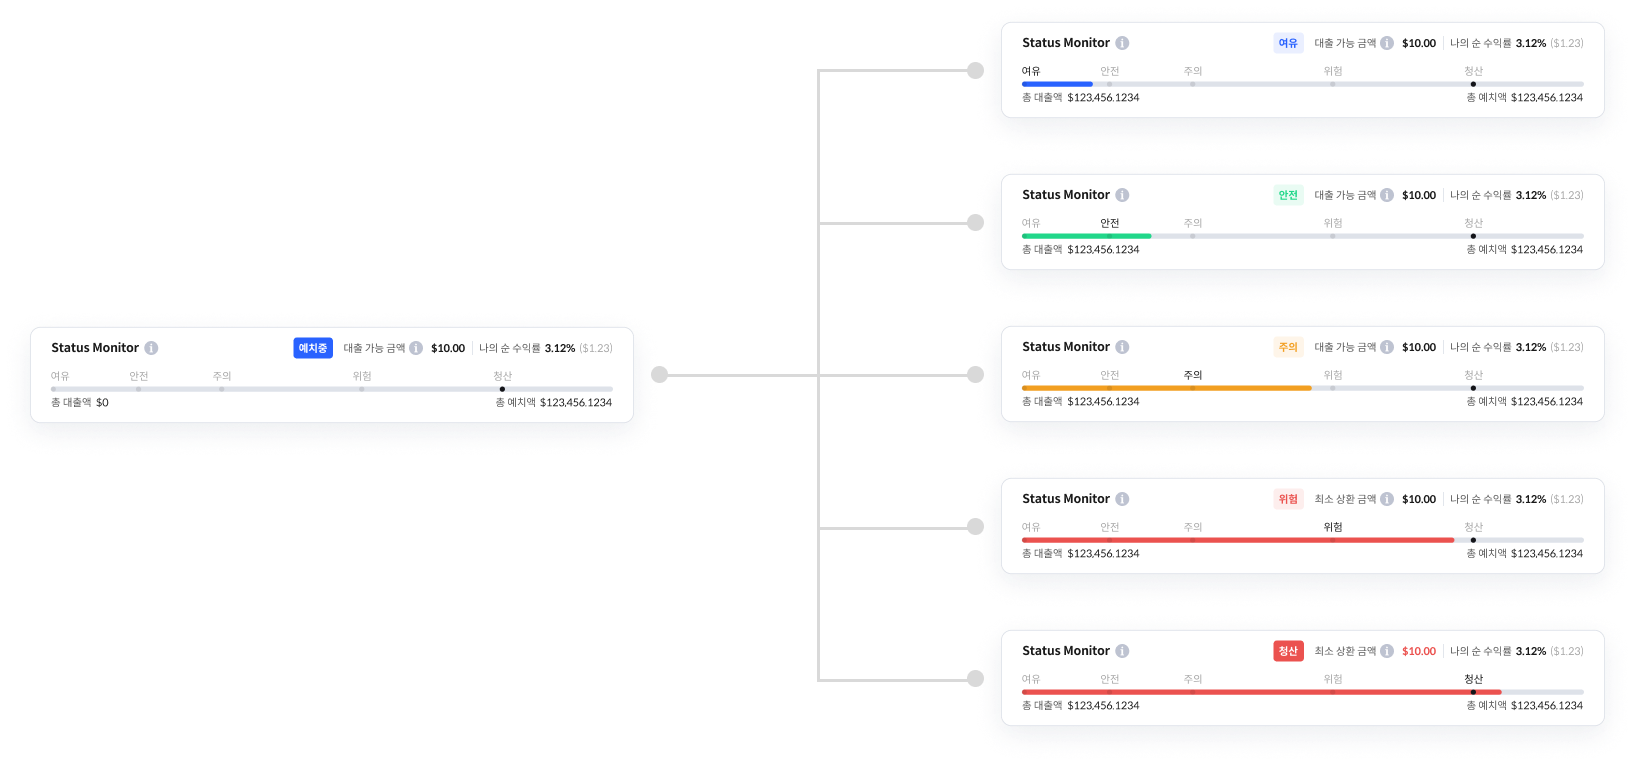 Status Monitor 예치중 대출 가능 금액 $10.00 나의 순 수익률 3.12% ($1.23)
여유 안전 주의 위험 청산
총 대출액 $0 총 예치액 $123,456.1234
Status Monitor 여유 대출 가능 금액 $10.00 나의 순 수익률 3.12% ($1.23)
여유 안전 주의 위험 청산
총 대출액 $123,456.1234 총 예치액 $123,456.1234
Status Monitor 안전 대출 가능 금액 $10.00 나의 순 수익률 3.12% ($1.23)
여유 안전 주의 위험 청산
총 대출액 $123,456.1234 총 예치액 $123,456.1234
Status Monitor 주의 대출 가능 금액 $10.00 나의 순 수익률 3.12% ($1.23)
여유 안전 주의 위험 청산
총 대출액 $123,456.1234 총 예치액 $123,456.1234
Status Monitor 위험 최소 상환 금액 $10.00 나의 순 수익률 3.12% ($1.23)
여유 안전 주의 위험 청산
총 대출액 $123,456.1234 총 예치액 $123,456.1234
Status Monitor 청산 최소 상환 금액 $10.00 나의 순 수익률 3.12% ($1.23)
여유 안전 주의 위험 청산
총 대출액 $123,456.1234 총 예치액 $123,456.1234